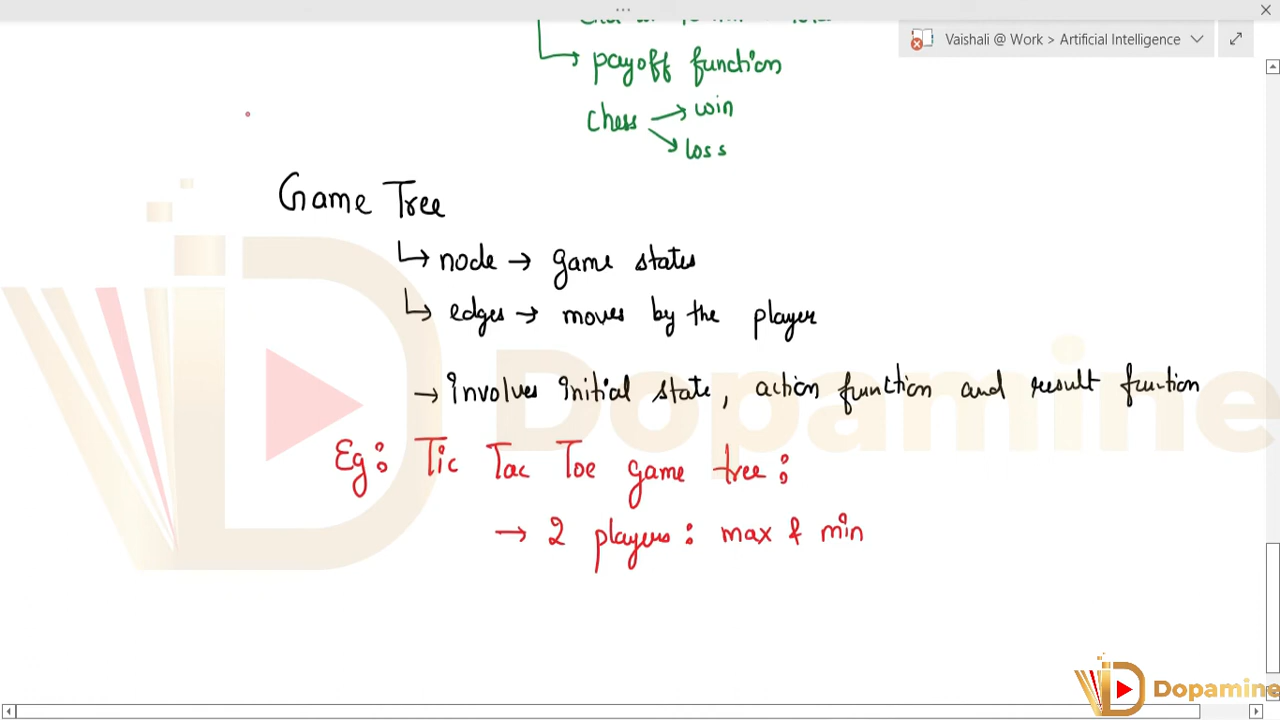 Vaishali @ Work > Artificial Intelligence
payoff function
chess → win
→ loss
Game Tree
↳ node → game states
↳ edges → moves by the player
→ involves initial state, action function and result function
Eg: Tic Tac Toe game tree:
→ 2 players: max & min
Dopamine
Dopamine